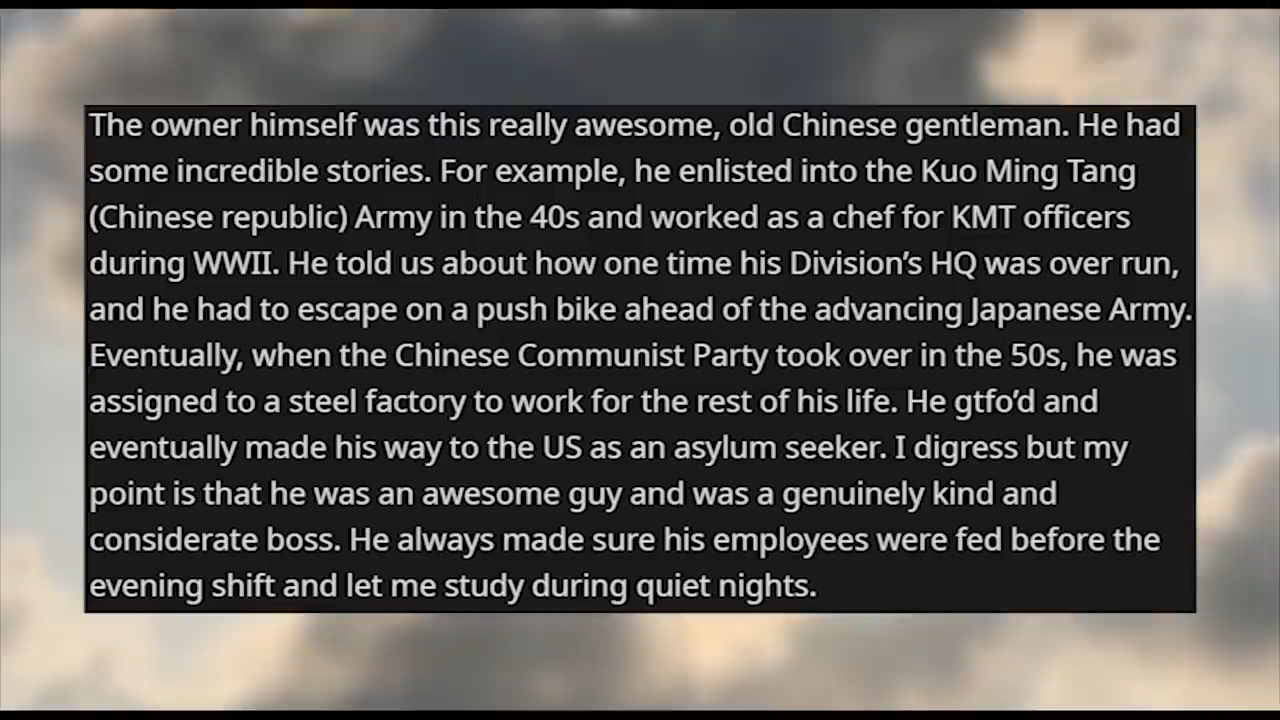 The owner himself was this really awesome, old Chinese gentleman. He had
some incredible stories. For example, he enlisted into the Kuo Ming Tang
(Chinese republic) Army in the 40s and worked as a chef for KMT officers
during WWII. He told us about how one time his Division’s HQ was over run,
and he had to escape on a push bike ahead of the advancing Japanese Army.
Eventually, when the Chinese Communist Party took over in the 50s, he was
assigned to a steel factory to work for the rest of his life. He gtfo’d and
eventually made his way to the US as an asylum seeker. I digress but my
point is that he was an awesome guy and was a genuinely kind and
considerate boss. He always made sure his employees were fed before the
evening shift and let me study during quiet nights.